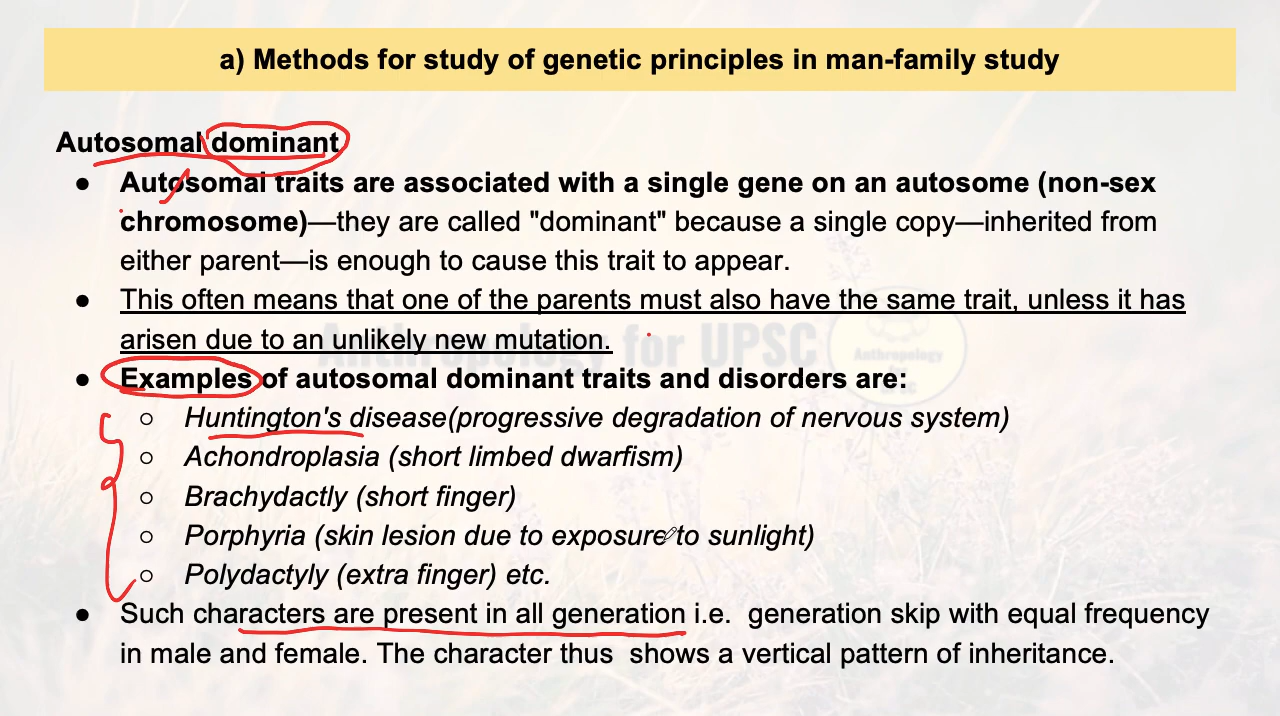 a) Methods for study of genetic principles in man-family study
Autosomal dominant
● Autosomal traits are associated with a single gene on an autosome (non-sex
chromosome)—they are called "dominant" because a single copy—inherited from
either parent—is enough to cause this trait to appear.
● This often means that one of the parents must also have the same trait, unless it has
arisen due to an unlikely new mutation.
Anthropology for UPSC
Anthropology
UPSC
● Examples of autosomal dominant traits and disorders are:
○ Huntington's disease(progressive degradation of nervous system)
○ Achondroplasia (short limbed dwarfism)
○ Brachydactly (short finger)
○ Porphyria (skin lesion due to exposure to sunlight)
○ Polydactyly (extra finger) etc.
● Such characters are present in all generation i.e. generation skip with equal frequency
in male and female. The character thus shows a vertical pattern of inheritance.